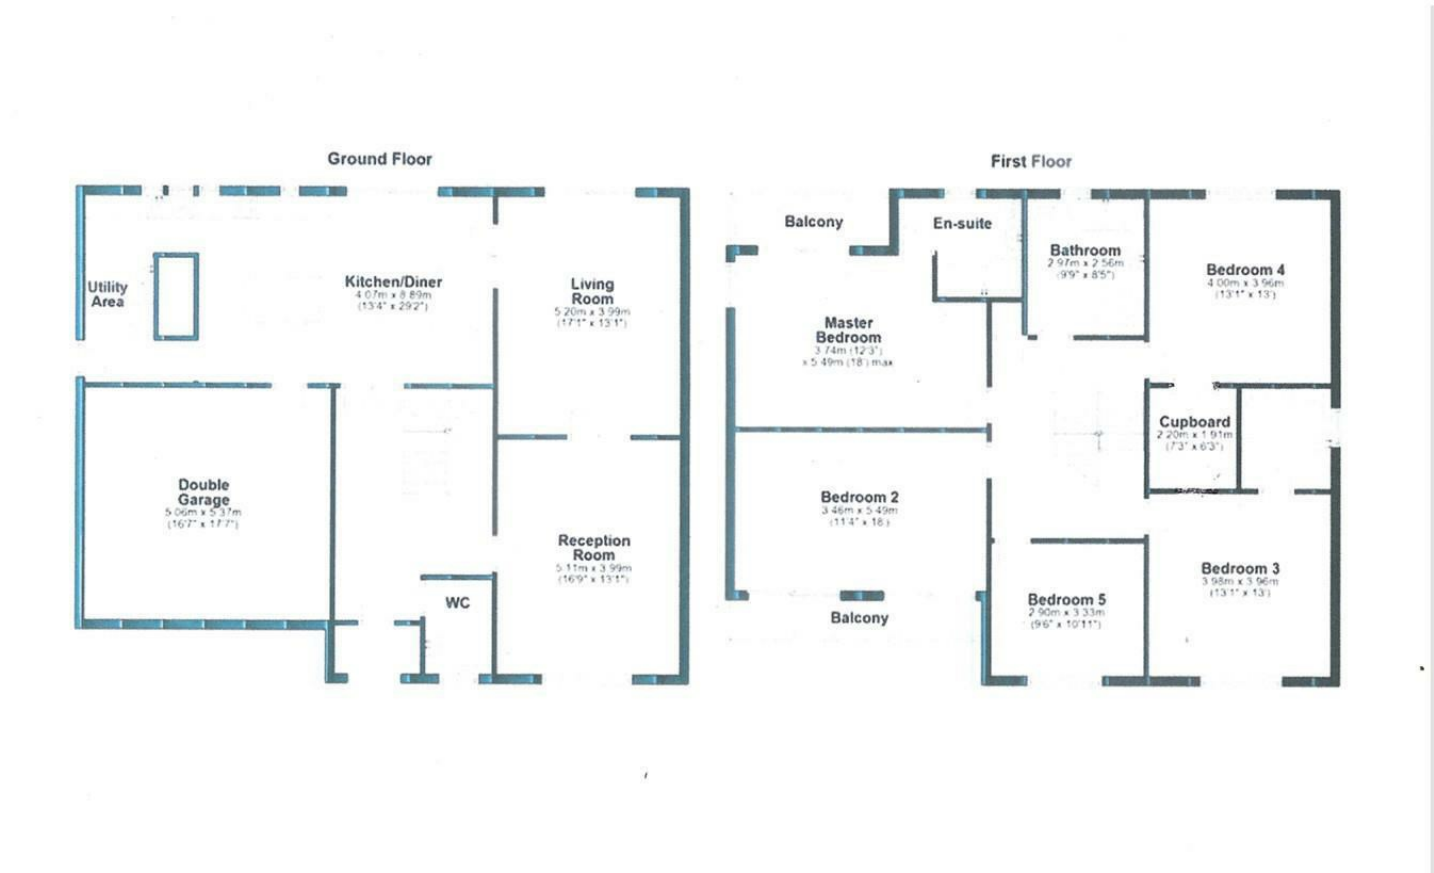 Ground Floor
Utility
Area
Kitchen/Diner
4.07m x 8.89m
(13'4" x 29'2")
Living
Room
5.20m x 3.99m
(17'1" x 13'1")
Double
Garage
5.06m x 5.37m
(16'7" x 17'7")
Reception
Room
5.11m x 3.99m
(16'9" x 13'1")
WC
First Floor
Balcony
En-suite
Bathroom
2.97m x 2.56m
(9'9" x 8'5")
Bedroom 4
4.00m x 3.96m
(13'1" x 13')
Master
Bedroom
3.74m (12'3")
x 5.49m (18') max
Cupboard
2.20m x 1.91m
(7'3" x 6'3")
Bedroom 2
3.46m x 5.49m
(11'4" x 18')
Bedroom 3
3.98m x 3.96m
(13'1" x 13')
Bedroom 5
2.90m x 3.33m
(9'6" x 10'11")
Balcony